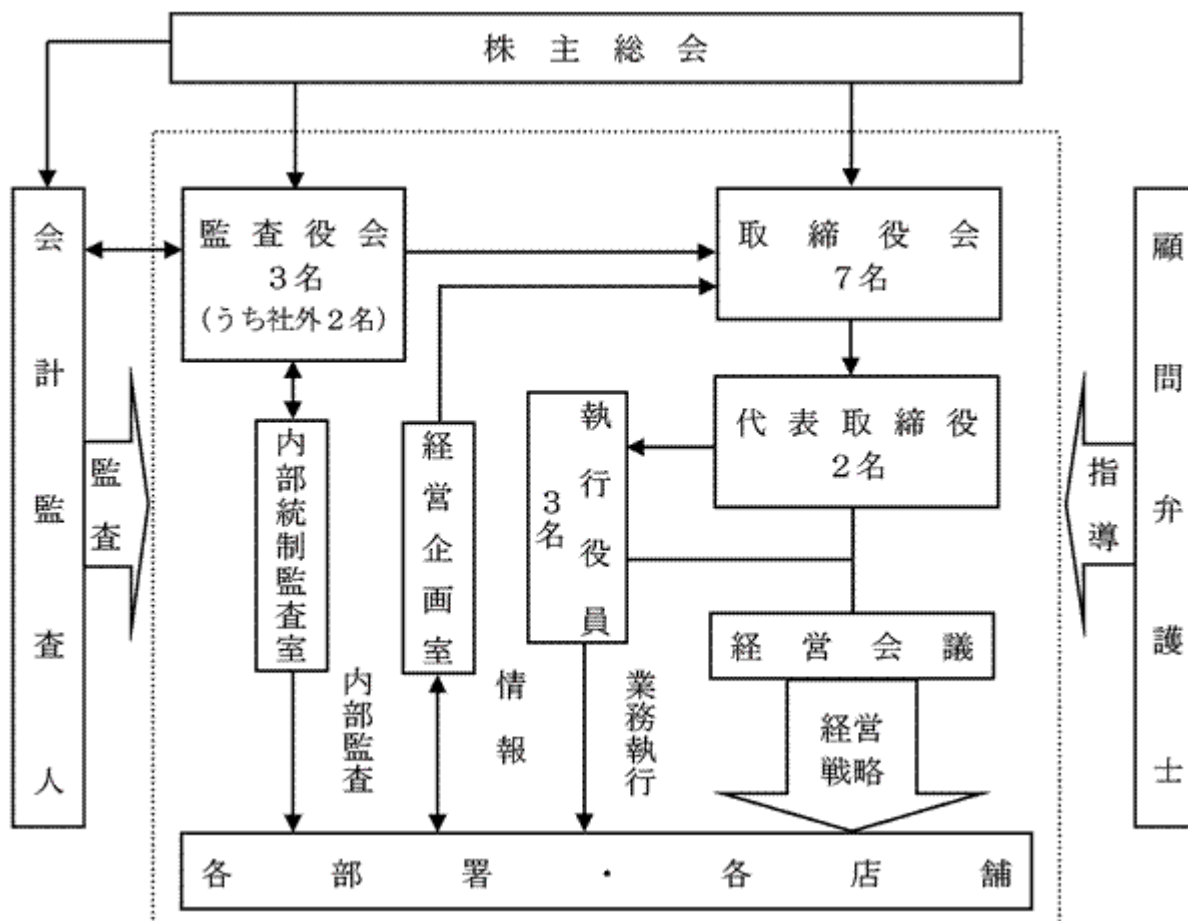 株主総会
会計監査人
監査役会
3名
(うち社外2名)
取締役会
7名
顧問弁護士
代表取締役
2名
執行役員
3名
監査
指導
内部統制監査室
経営企画室
経営会議
内部監査
情報
業務執行
経営
戦略
各部署・各店舗